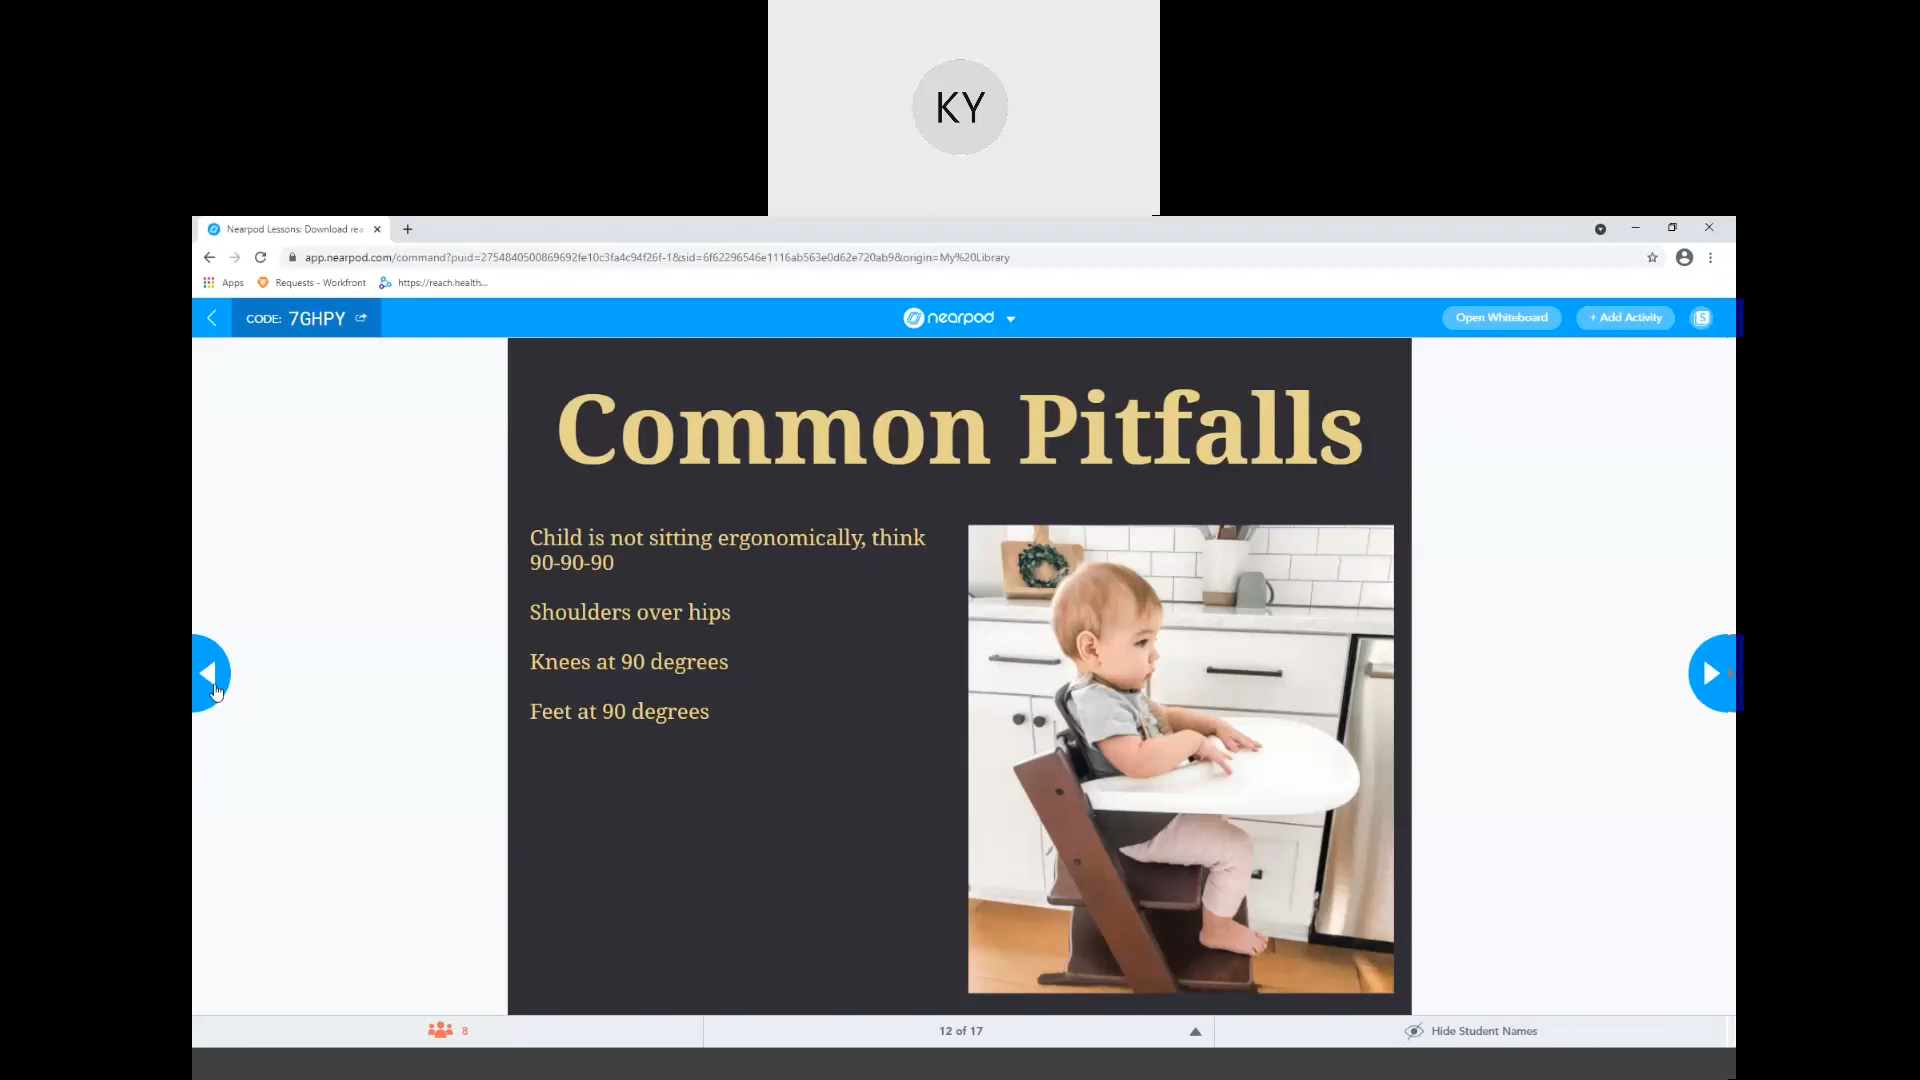 KY
Nearpod Lessons: Download rea
app.nearpod.com/command?puid=2754840500869692fe10c3fa4c94f26f-1&sid=6f62296546e1116ab563e0d62e720ab9&origin=My%20Library
Apps Requests - Workfront https://reach.health...
CODE: 7GHPY nearpod Open Whiteboard + Add Activity S
Common Pitfalls
Child is not sitting ergonomically, think
90-90-90
Shoulders over hips
Knees at 90 degrees
Feet at 90 degrees
8 12 of 17 Hide Student Names